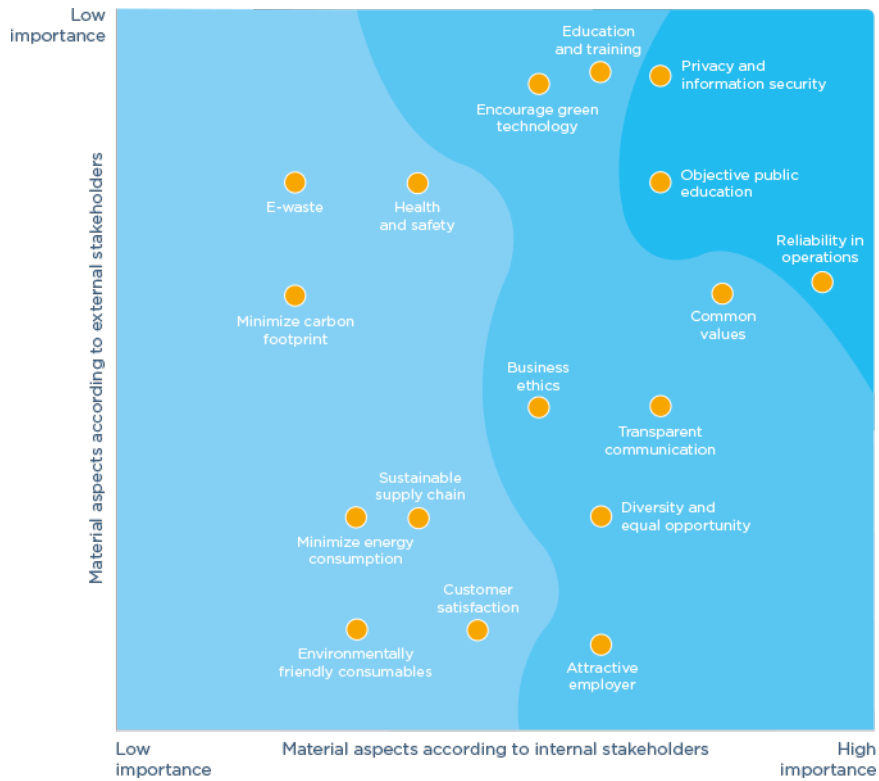 Low
importance
Education
and training
Privacy and
information security
Encourage green
technology
Objective public
education
E-waste
Health
and safety
Reliability in
operations
Minimize carbon
footprint
Common
values
Material aspects according to external stakeholders
Business
ethics
Transparent
communication
Sustainable
supply chain
Diversity and
equal opportunity
Minimize energy
consumption
Customer
satisfaction
Environmentally
friendly consumables
Attractive
employer
Low
importance
Material aspects according to internal stakeholders
High
importance